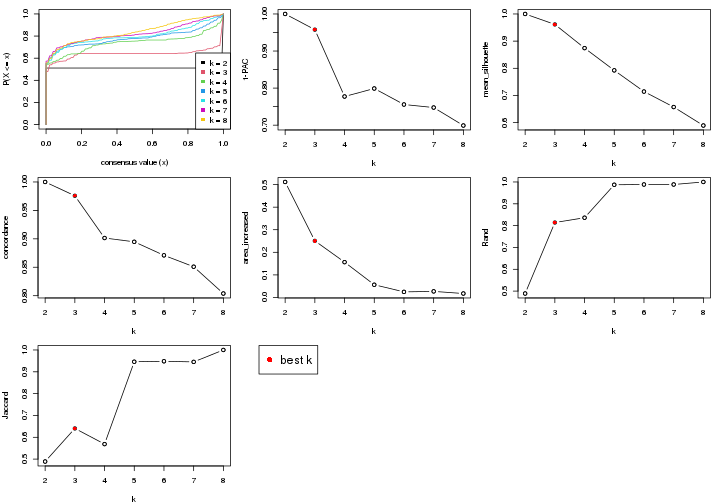 P(X <= x)
0.0 0.2 0.4 0.6 0.8 1.0
k = 2
k = 3
k = 4
k = 5
k = 6
k = 7
k = 8
0.0 0.2 0.4 0.6 0.8 1.0
consensus value (x)
1-PAC
0.70 0.80 0.90 1.00
2 3 4 5 6 7 8
k
mean_silhouette
0.6 0.7 0.8 0.9 1.0
2 3 4 5 6 7 8
k
concordance
0.80 0.85 0.90 0.95 1.00
2 3 4 5 6 7 8
k
area_increased
0.0 0.1 0.2 0.3 0.4 0.5
2 3 4 5 6 7 8
k
Rand
0.5 0.6 0.7 0.8 0.9 1.0
2 3 4 5 6 7 8
k
Jaccard
0.5 0.6 0.7 0.8 0.9 1.0
2 3 4 5 6 7 8
k
best k